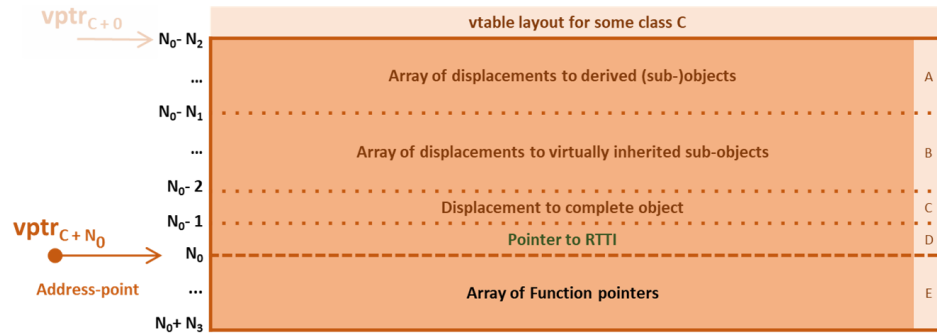 vtable layout for some class C
vptr C + 0
N0- N2
Array of displacements to derived (sub-)objects
A
...
N0- N1
Array of displacements to virtually inherited sub-objects
B
...
N0- 2
Displacement to complete object
C
N0- 1
vptr C + N0
Pointer to RTTI
D
N0
Address-point
Array of Function pointers
E
...
N0+ N3